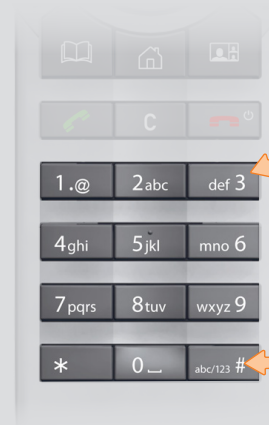 C
1.@ 2abc def 3
4ghi 5jkl mno 6
7pqrs 8tuv wxyz 9
* 0⎵ abc/123 #